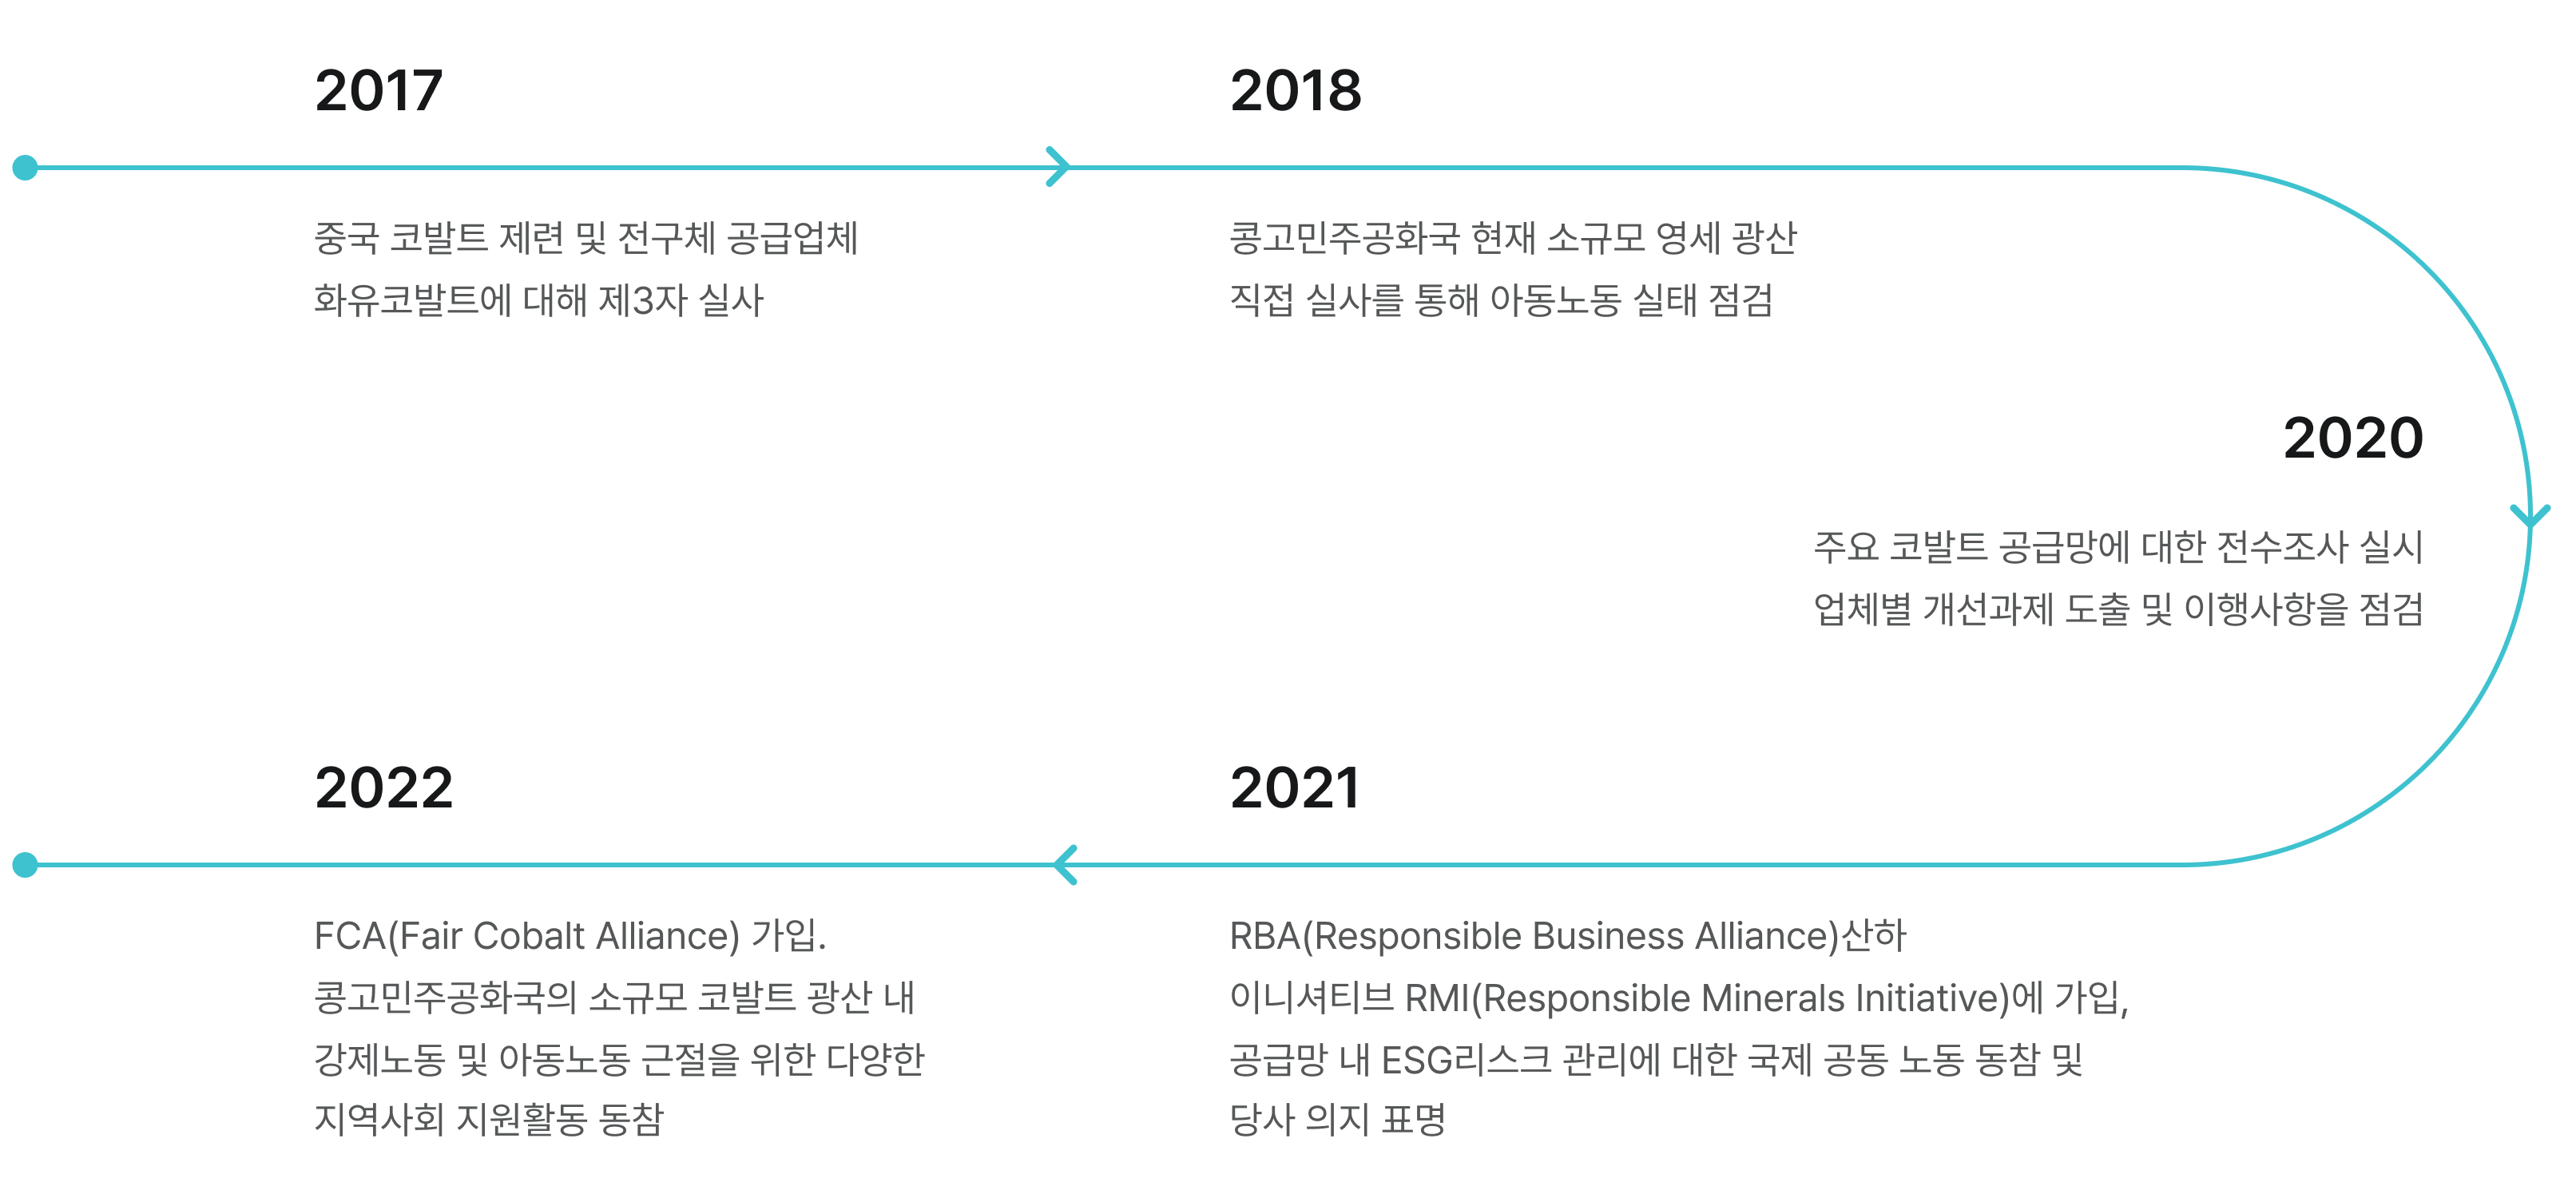 2017
중국 코발트 제련 및 전구체 공급업체
화유코발트에 대해 제3자 실사
2018
콩고민주공화국 현재 소규모 영세 광산
직접 실사를 통해 아동노동 실태 점검
2020
주요 코발트 공급망에 대한 전수조사 실시
업체별 개선과제 도출 및 이행사항을 점검
2021
RBA(Responsible Business Alliance)산하
이니셔티브 RMI(Responsible Minerals Initiative)에 가입,
공급망 내 ESG리스크 관리에 대한 국제 공동 노동 동참 및
당사 의지 표명
2022
FCA(Fair Cobalt Alliance) 가입.
콩고민주공화국의 소규모 코발트 광산 내
강제노동 및 아동노동 근절을 위한 다양한
지역사회 지원활동 동참